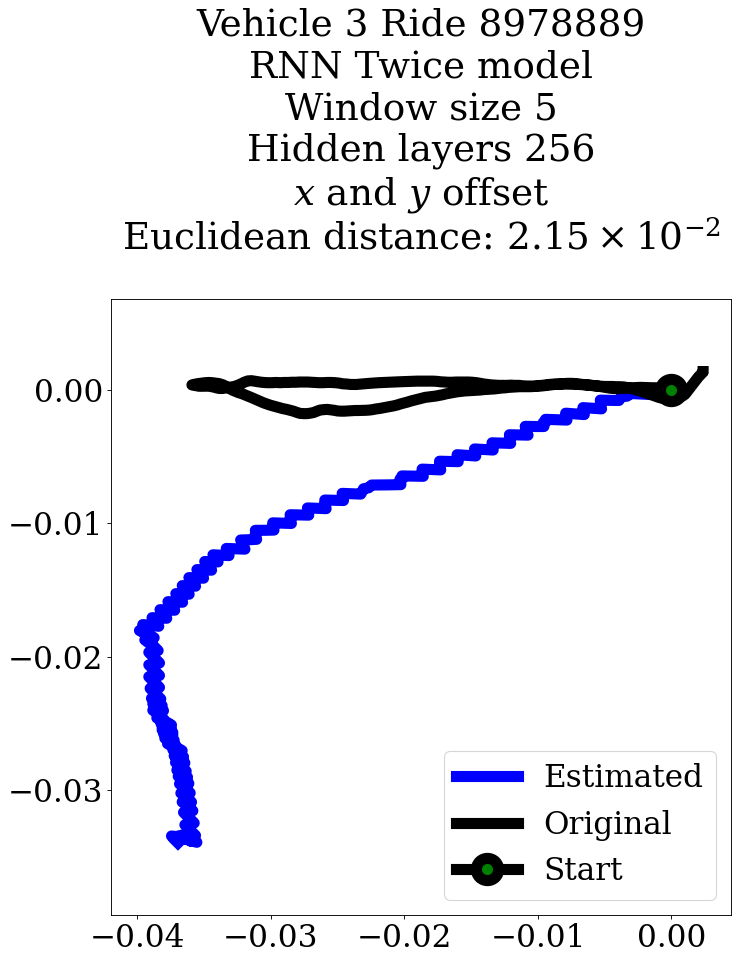 Vehicle 3 Ride 8978889
RNN Twice model
Window size 5
Hidden layers 256
x and y offset
Euclidean distance: 2.15 × 10⁻²
0.00
−0.01
−0.02
−0.03
Estimated
Original
Start
−0.04 −0.03 −0.02 −0.01 0.00